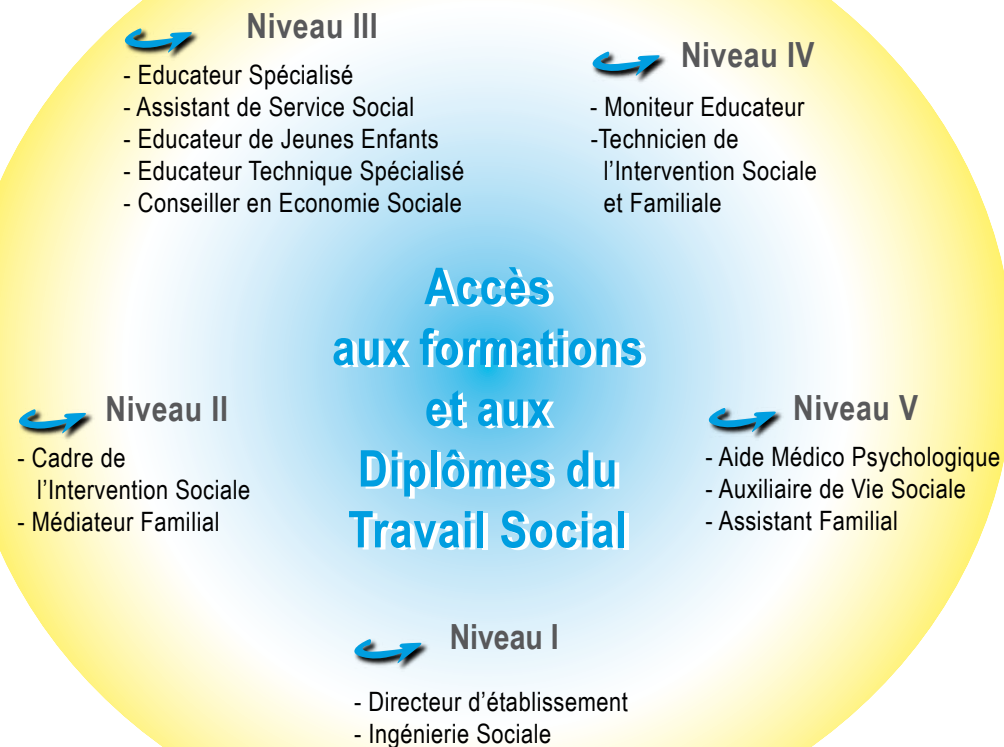 Niveau III
- Educateur Spécialisé
- Assistant de Service Social
- Educateur de Jeunes Enfants
- Educateur Technique Spécialisé
- Conseiller en Economie Sociale
Niveau IV
- Moniteur Educateur
-Technicien de
l’Intervention Sociale
et Familiale
Accès
aux formations
et aux
Diplômes du
Travail Social
Niveau II
- Cadre de
l’Intervention Sociale
- Médiateur Familial
Niveau V
- Aide Médico Psychologique
- Auxiliaire de Vie Sociale
- Assistant Familial
Niveau I
- Directeur d’établissement
- Ingénierie Sociale